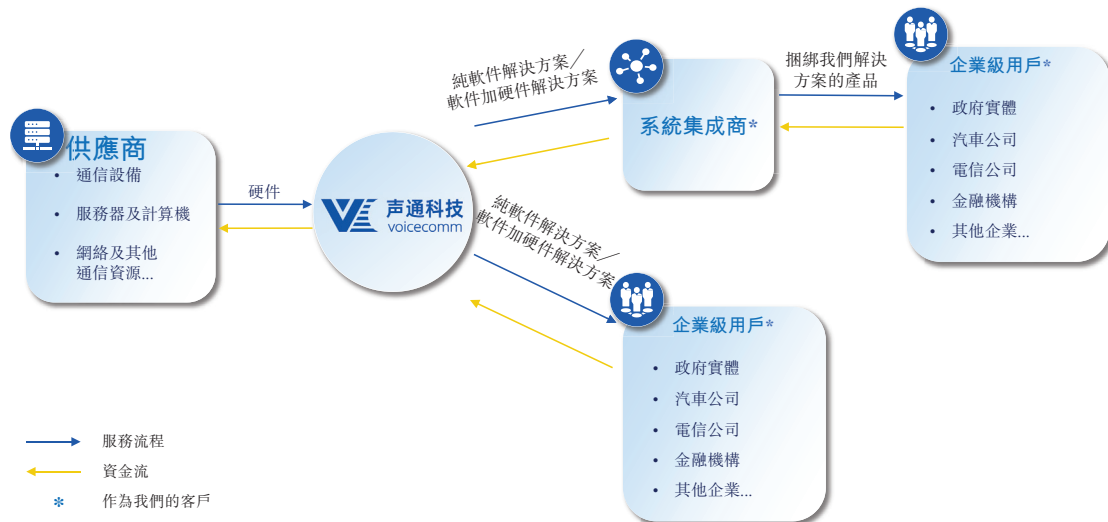 供應商
• 通信設備
• 服務器及計算機
• 網絡及其他
通信資源...
硬件
声通科技
voicecomm
純軟件解決方案／
軟件加硬件解決方案
系統集成商*
捆綁我們解決
方案的產品
企業級用戶*
• 政府實體
• 汽車公司
• 電信公司
• 金融機構
• 其他企業...
純軟件解決方案／
軟件加硬件解決方案
企業級用戶*
• 政府實體
• 汽車公司
• 電信公司
• 金融機構
• 其他企業...
服務流程
資金流
* 作為我們的客戶